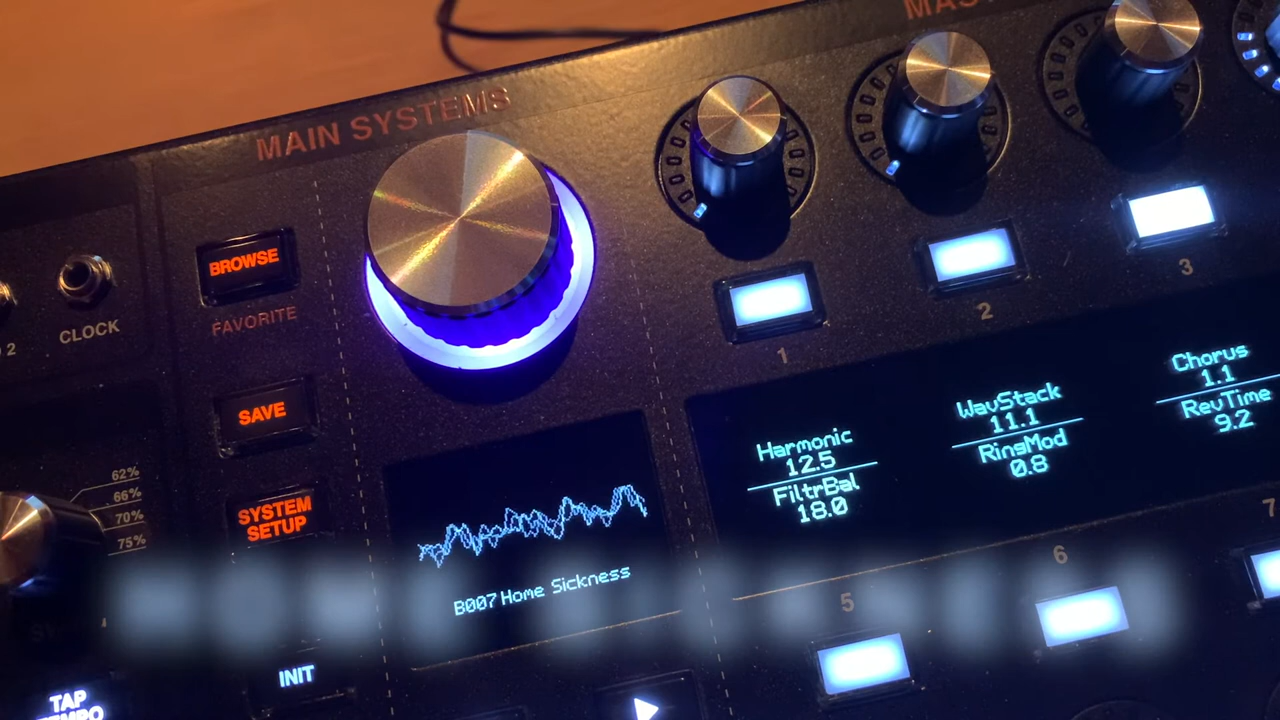 MAIN SYSTEMS
BROWSE
FAVORITE
CLOCK
2
SAVE
SYSTEM
SETUP
62%
66%
70%
75%
INIT
TAP
B007 Home Sickness
1
2
3
Harmonic
12.5
FiltrBal
18.0
WavStack
11.1
RingMod
0.8
Chorus
1.1
RevTime
9.2
5
6
7